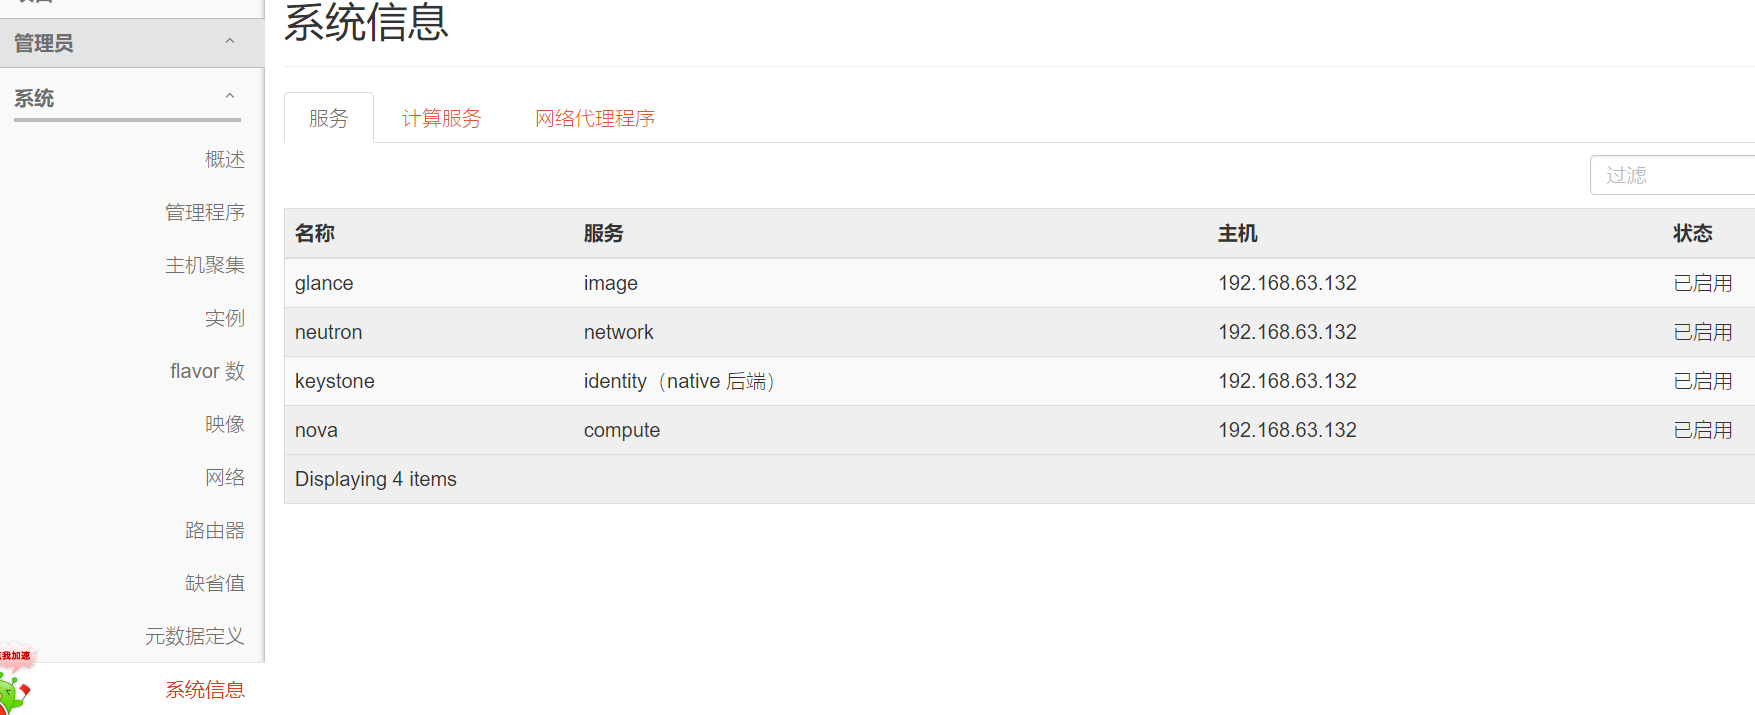 系统信息
管理员
系统
概述
管理程序
主机聚集
实例
flavor 数
映像
网络
路由器
缺省值
元数据定义
系统信息
服务 计算服务 网络代理程序
过滤
名称 服务 主机 状态
glance image 192.168.63.132 已启用
neutron network 192.168.63.132 已启用
keystone identity（native 后端） 192.168.63.132 已启用
nova compute 192.168.63.132 已启用
Displaying 4 items
我加速